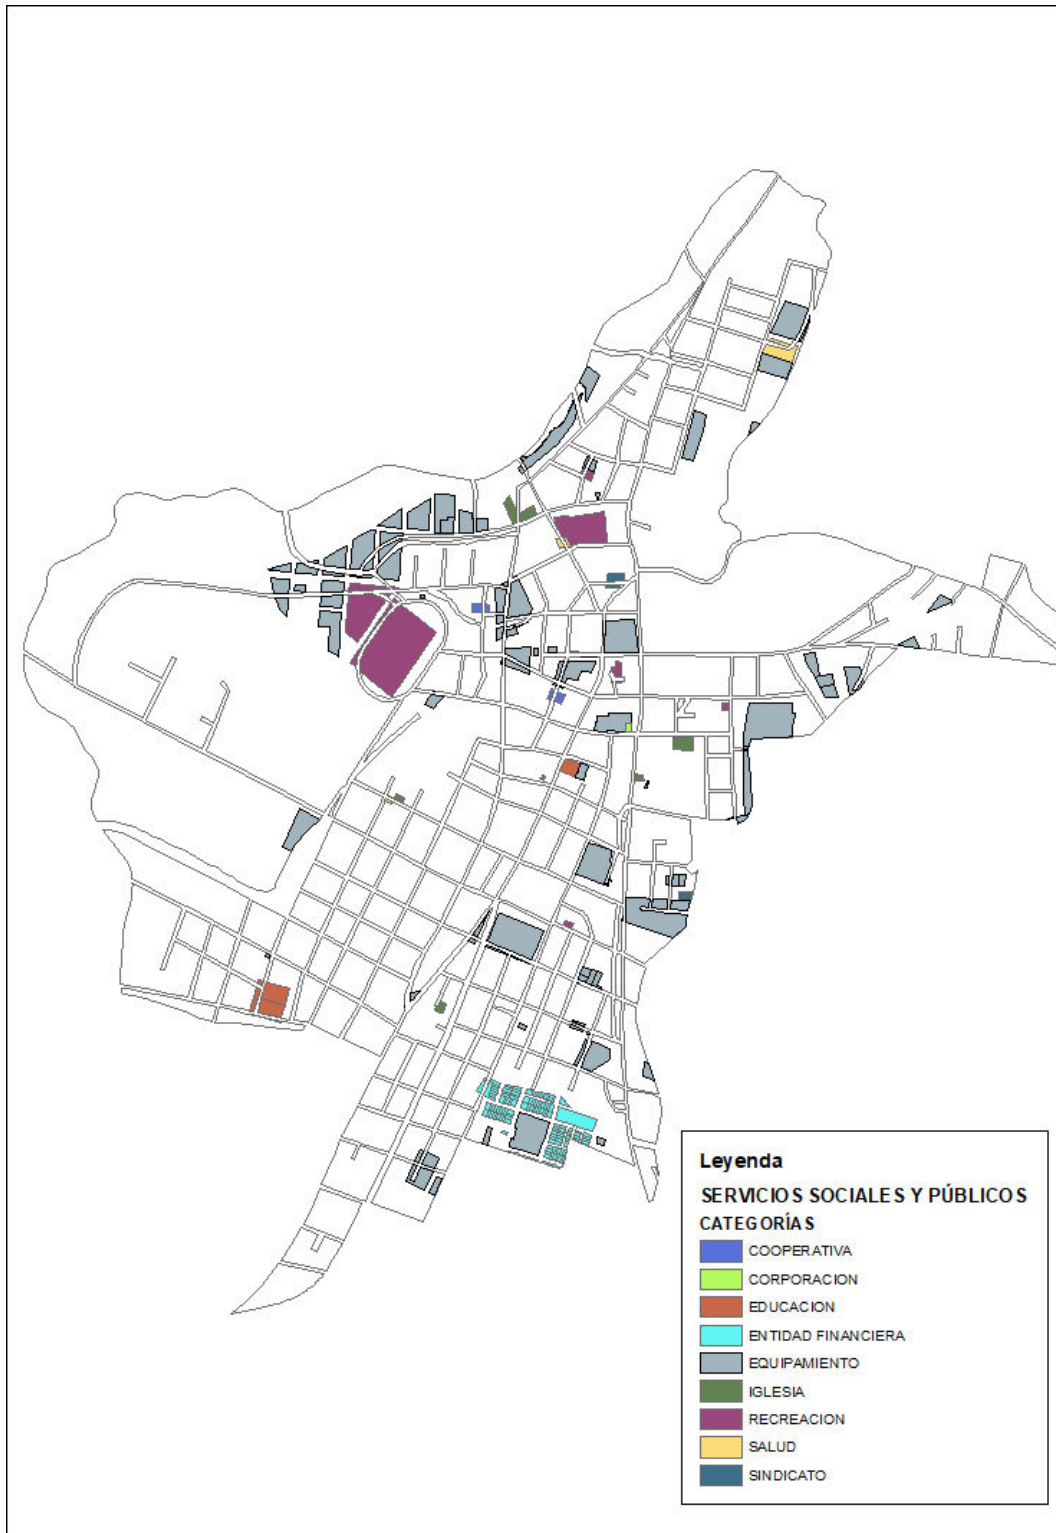 Leyenda
SERVICIOS SOCIALES Y PÚBLICOS
CATEGORÍAS
COOPERATIVA
CORPORACION
EDUCACION
ENTIDAD FINANCIERA
EQUIPAMIENTO
IGLESIA
RECREACION
SALUD
SINDICATO